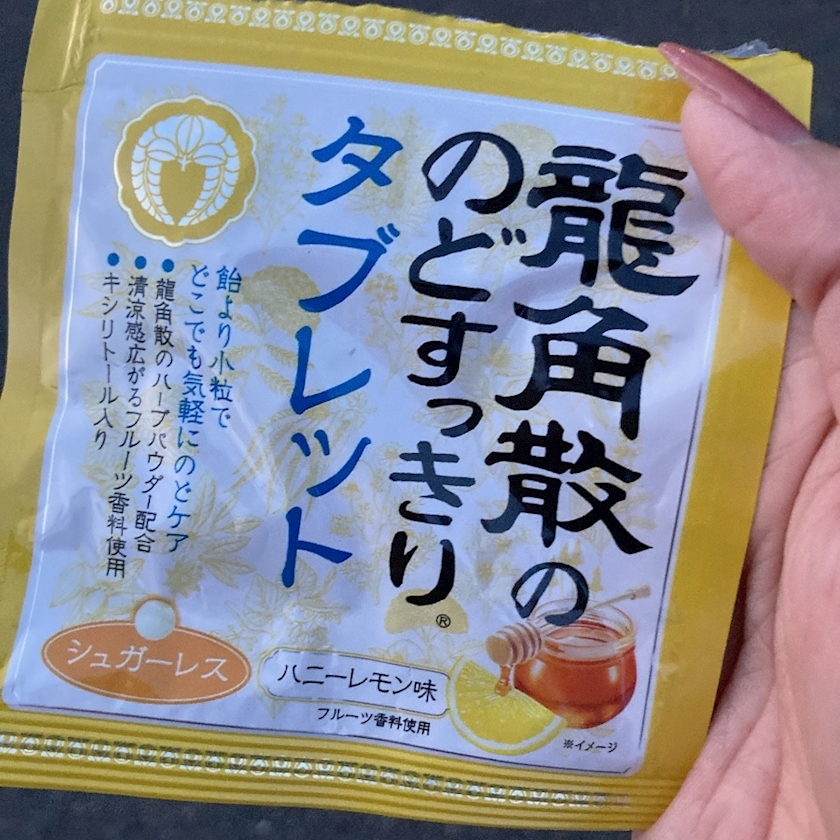 龍角散の
のどすっきり®
タブレット
飴より小粒で
どこでも気軽にのどケア
●龍角散のハーブパウダー配合
●清涼感広がるフルーツ香料使用
●キシリトール入り
シュガーレス
ハニーレモン味
フルーツ香料使用
※イメージ